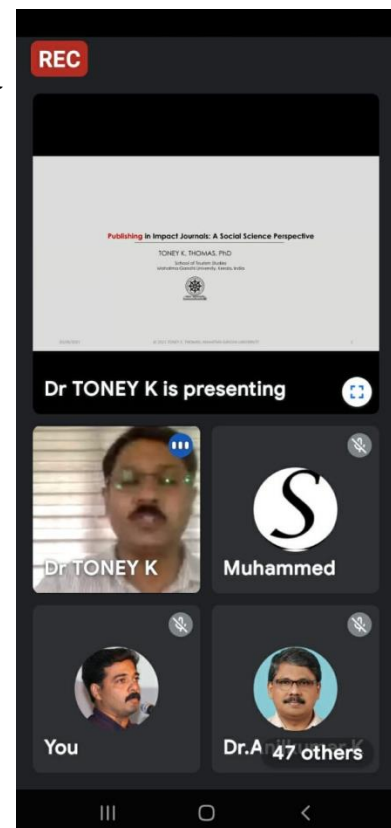 REC
Publishing in Impact Journals: A Social Science Perspective
TONEY K. THOMAS, PhD
School of Tourism Studies
Mahatma Gandhi University, Kerala, India
Dr TONEY K is presenting
Dr TONEY K
Muhammed
S
You
Dr.A
47 others